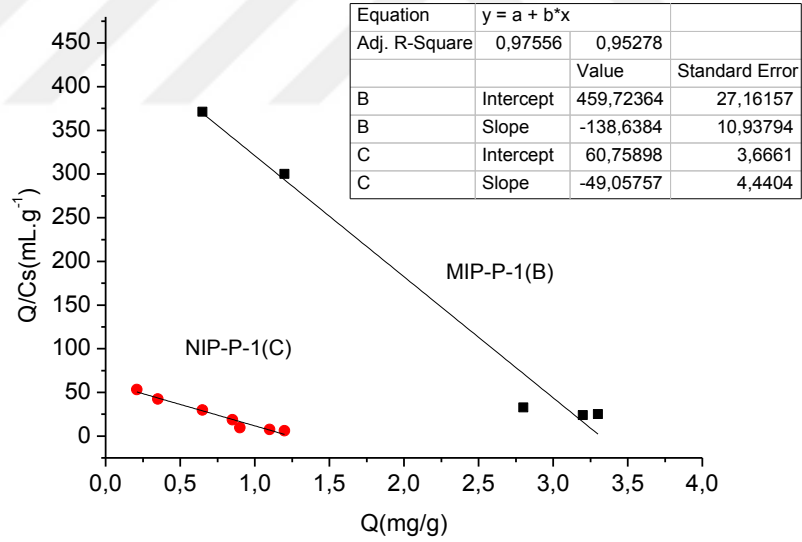 Equation y = a + b*x
Adj. R-Square 0,97556 0,95278
Value Standard Error
B Intercept 459,72364 27,16157
B Slope -138,6384 10,93794
C Intercept 60,75898 3,6661
C Slope -49,05757 4,4404
450
400
350
300
250
200
150
100
50
0
Q/Cs(mL.g⁻¹)
MIP-P-1(B)
NIP-P-1(C)
0,0 0,5 1,0 1,5 2,0 2,5 3,0 3,5 4,0
Q(mg/g)